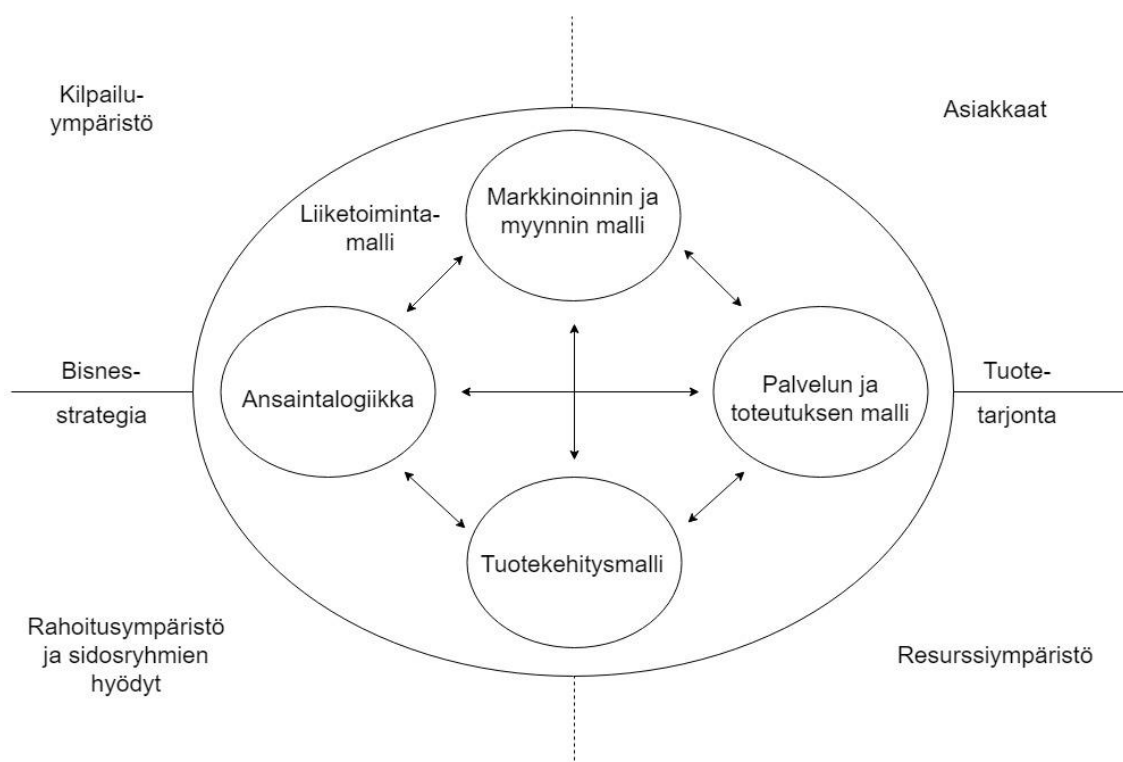 Kilpailu-
ympäristö
Asiakkaat
Markkinoinnin ja
myynnin malli
Liiketoiminta-
malli
Bisnes-
strategia
Ansaintalogiikka
Palvelun ja
toteutuksen malli
Tuote-
tarjonta
Tuotekehitysmalli
Rahoitusympäristö
ja sidosryhmien
hyödyt
Resurssiympäristö